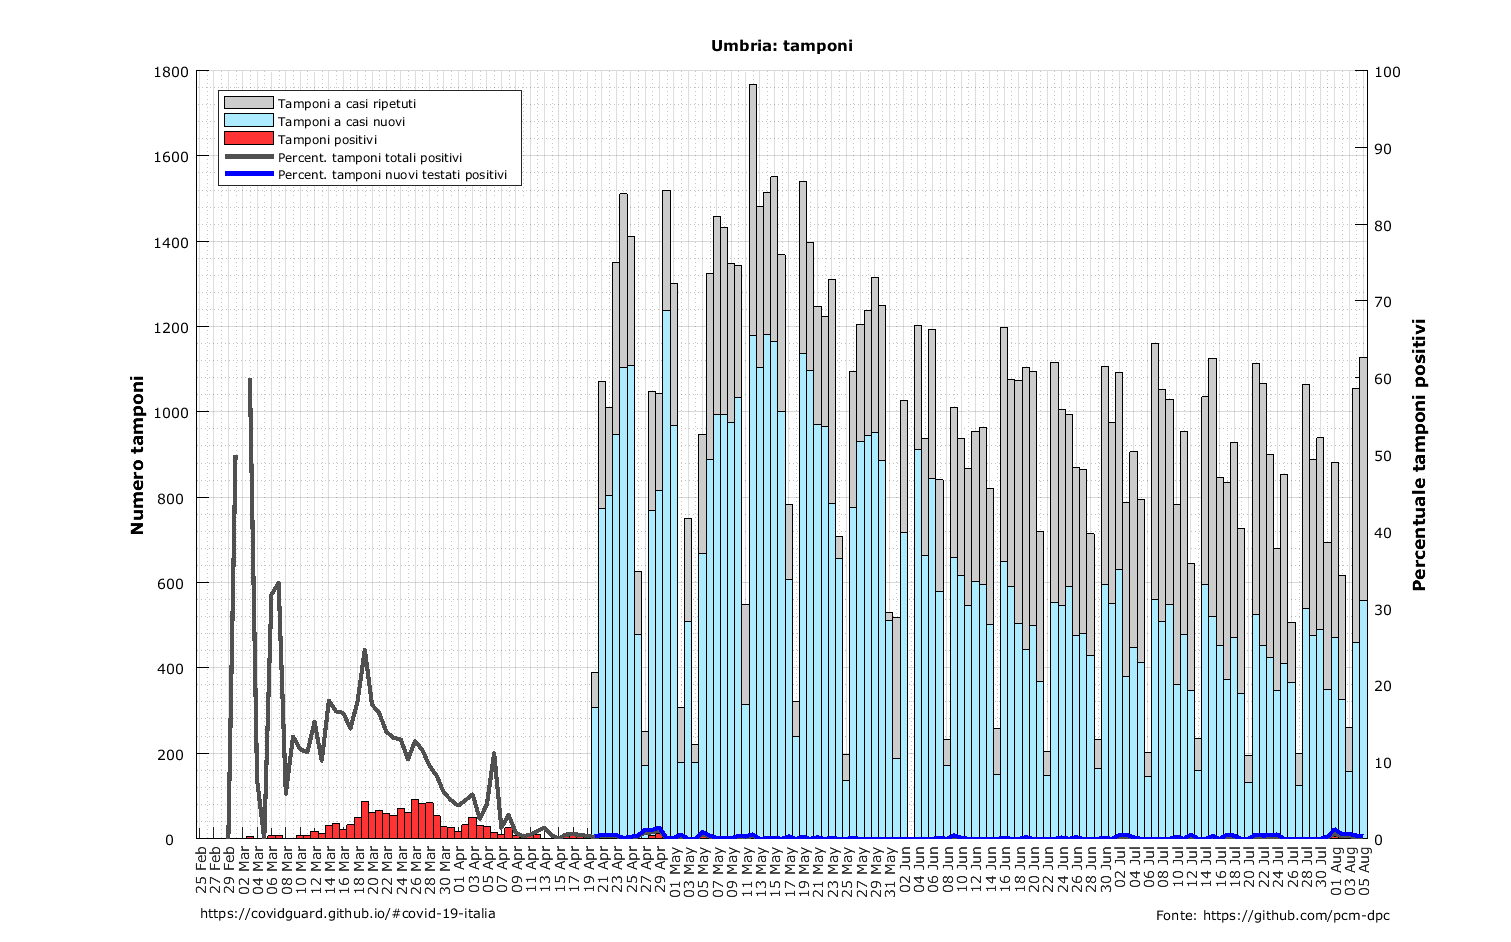 Umbria: tamponi
Tamponi a casi ripetuti
Tamponi a casi nuovi
Tamponi positivi
Percent. tamponi totali positivi
Percent. tamponi nuovi testati positivi
Numero tamponi
1800
1600
1400
1200
1000
800
600
400
200
0
Percentuale tamponi positivi
100
90
80
70
60
50
40
30
20
10
0
25 Feb
27 Feb
29 Feb
02 Mar
04 Mar
06 Mar
08 Mar
10 Mar
12 Mar
14 Mar
16 Mar
18 Mar
20 Mar
22 Mar
24 Mar
26 Mar
28 Mar
30 Mar
01 Apr
03 Apr
05 Apr
07 Apr
09 Apr
11 Apr
13 Apr
15 Apr
17 Apr
19 Apr
21 Apr
23 Apr
25 Apr
27 Apr
29 Apr
01 May
03 May
05 May
07 May
09 May
11 May
13 May
15 May
17 May
19 May
21 May
23 May
25 May
27 May
29 May
31 May
02 Jun
04 Jun
06 Jun
08 Jun
10 Jun
12 Jun
14 Jun
16 Jun
18 Jun
20 Jun
22 Jun
24 Jun
26 Jun
28 Jun
30 Jun
02 Jul
04 Jul
06 Jul
08 Jul
10 Jul
12 Jul
14 Jul
16 Jul
18 Jul
20 Jul
22 Jul
24 Jul
26 Jul
28 Jul
30 Jul
01 Aug
03 Aug
05 Aug
https://covidguard.github.io/#covid-19-italia
Fonte: https://github.com/pcm-dpc